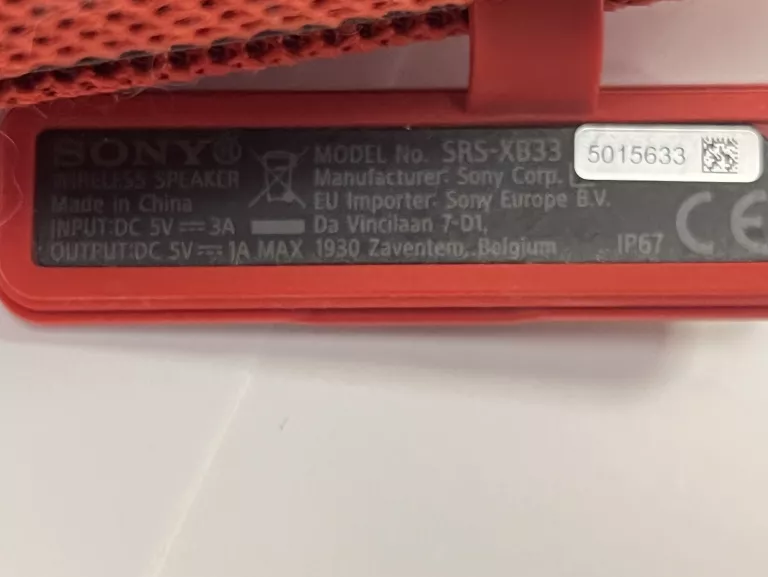 SONY®
WIRELESS SPEAKER
Made in China
INPUT:DC 5V ⎓ 3A
OUTPUT:DC 5V ⎓ 1A MAX
MODEL No. SRS-XB33
Manufacturer: Sony Corp.
EU Importer: Sony Europe B.V.
Da Vincilaan 7-D1,
1930 Zaventem, Belgium
5015633
IP67
CE